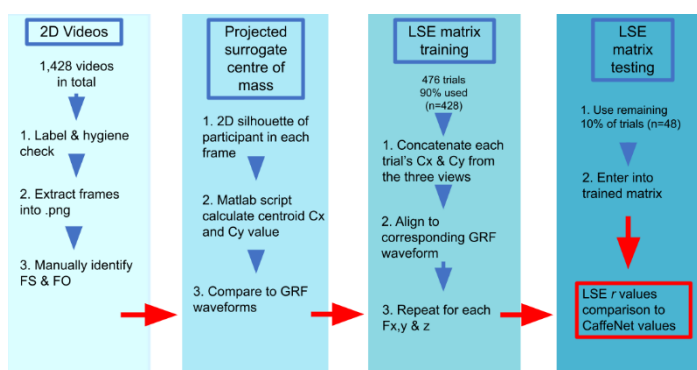 2D Videos
1,428 videos
in total
1. Label & hygiene
check
2. Extract frames
into .png
3. Manually identify
FS & FO
Projected
surrogate
centre of
mass
1. 2D silhouette of
participant in each
frame
2. Matlab script
calculate centroid Cx
and Cy value
3. Compare to GRF
waveforms
LSE matrix
training
476 trials
90% used
(n=428)
1. Concatenate each
trial's Cx & Cy from
the three views
2. Align to
corresponding GRF
waveform
3. Repeat for each
Fx,y & z
LSE
matrix
testing
1. Use remaining
10% of trials (n=48)
2. Enter into
trained matrix
LSE r values
comparison to
CaffeNet values